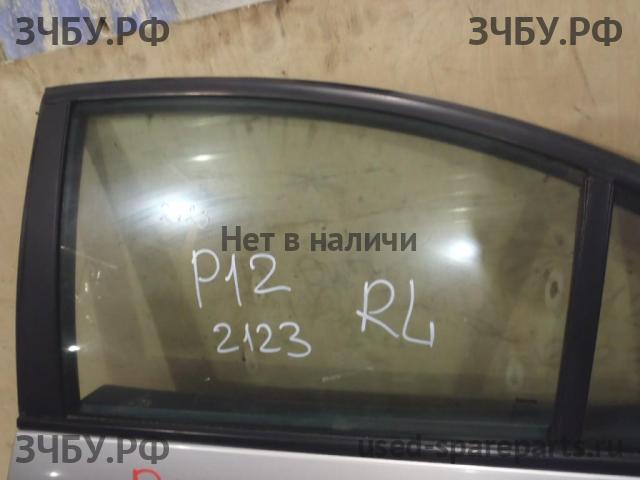 ЗЧБУ.РФ ЗЧБУ.РФ
Нет в наличи
P12
RL
2123
ЗЧБУ.РФ
used-spareparts.ru